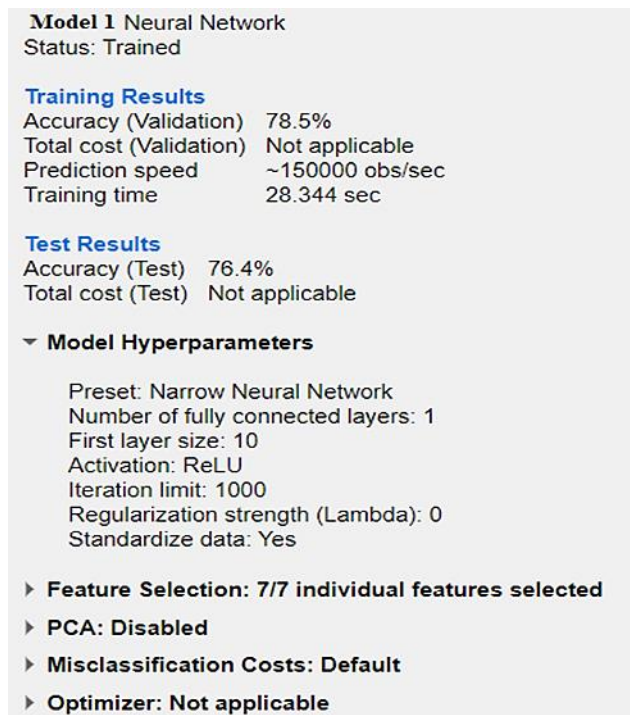 Model 1 Neural Network
Status: Trained
Training Results
Accuracy (Validation) 78.5%
Total cost (Validation) Not applicable
Prediction speed ~150000 obs/sec
Training time 28.344 sec
Test Results
Accuracy (Test) 76.4%
Total cost (Test) Not applicable
Model Hyperparameters
Preset: Narrow Neural Network
Number of fully connected layers: 1
First layer size: 10
Activation: ReLU
Iteration limit: 1000
Regularization strength (Lambda): 0
Standardize data: Yes
Feature Selection: 7/7 individual features selected
PCA: Disabled
Misclassification Costs: Default
Optimizer: Not applicable